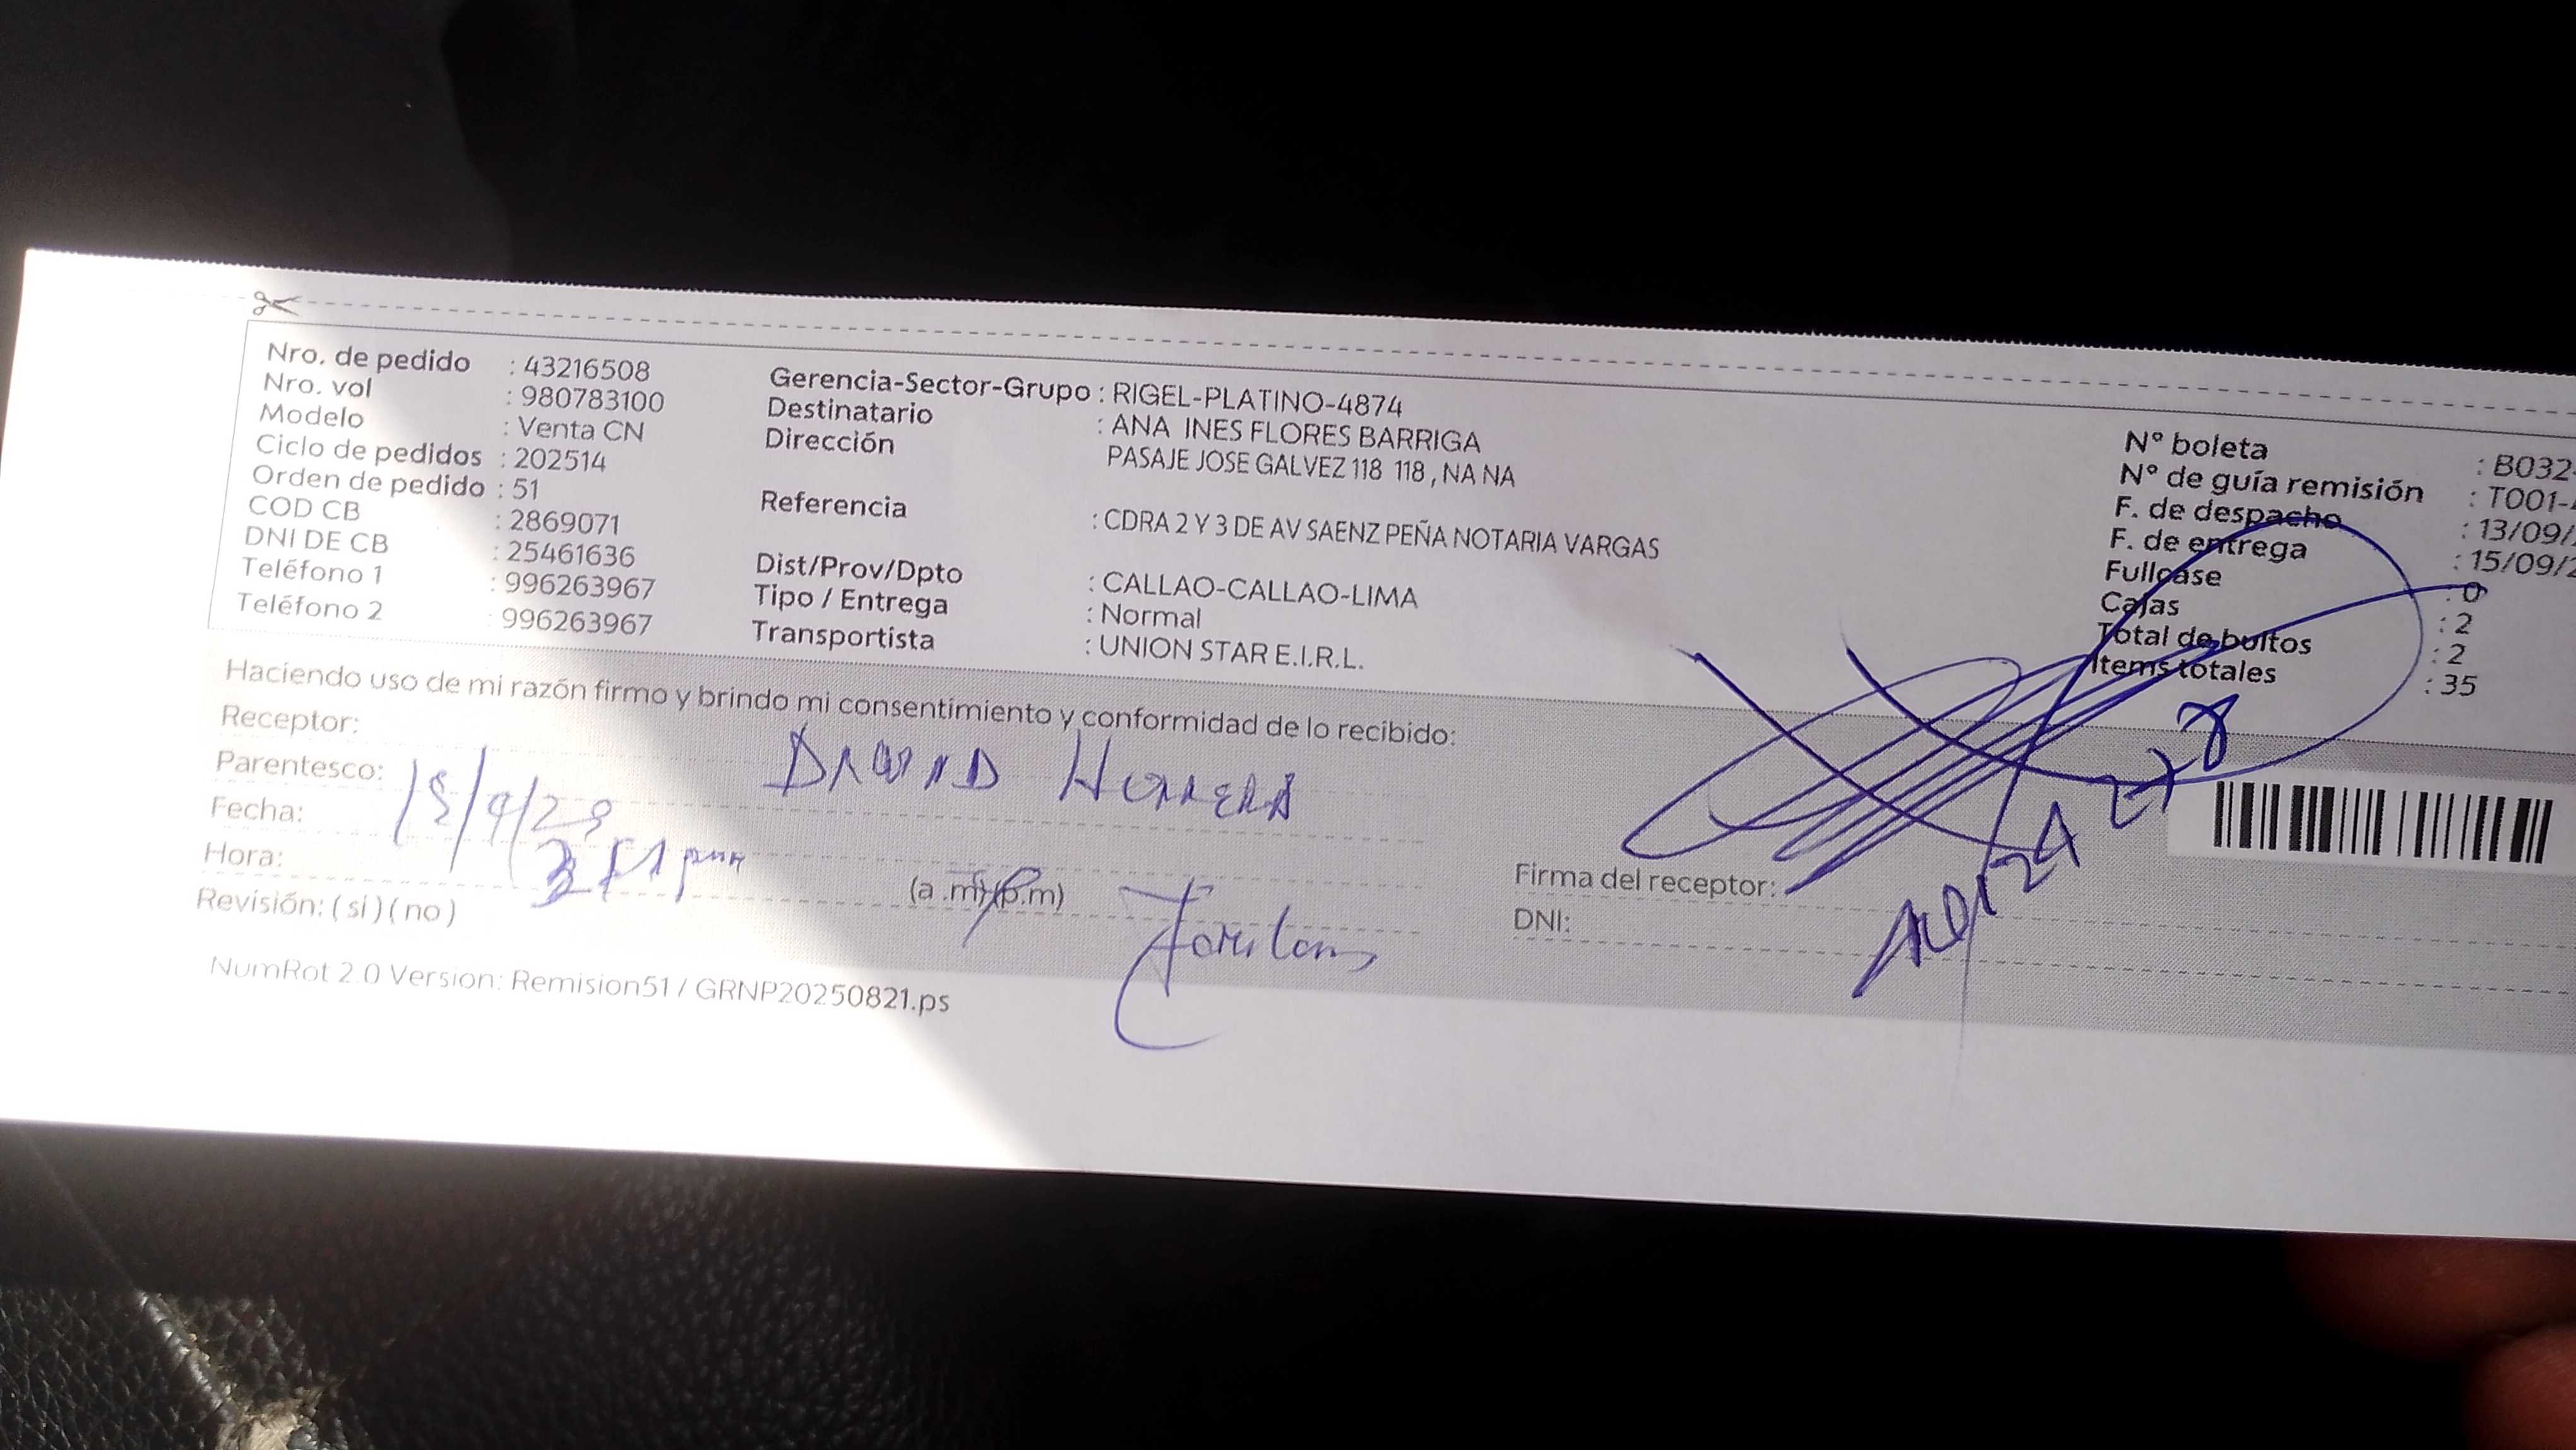 Nro. de pedido : 43216508
Nro. vol : 980783100
Modelo : Venta CN
Ciclo de pedidos : 202514
Orden de pedido : 51
COD CB : 2869071
DNI DE CB : 25461636
Teléfono 1 : 996263967
Teléfono 2 : 996263967
Gerencia-Sector-Grupo : RIGEL-PLATINO-4874
Destinatario : ANA INES FLORES BARRIGA
Dirección PASAJE JOSE GALVEZ 118 118 , NA NA
Referencia : CDRA 2 Y 3 DE AV SAENZ PEÑA NOTARIA VARGAS
Dist/Prov/Dpto : CALLAO-CALLAO-LIMA
Tipo / Entrega : Normal
Transportista : UNION STAR E.I.R.L.
N° boleta : B032-
N° de guía remisión : T001-
F. de despacho : 13/09/
F. de entrega : 15/09/2
Fullcase : 0
Cajas : 2
Total de bultos : 2
Items totales : 35
Haciendo uso de mi razón firmo y brindo mi consentimiento y conformidad de lo recibido:
Receptor:
Parentesco: HERRERA
Fecha:
Hora: (a .m)(p.m)
Revisión: ( si ) ( no )
Firma del receptor:
DNI:
NumRot 2.0 Version: Remision51 / GRNP20250821.ps